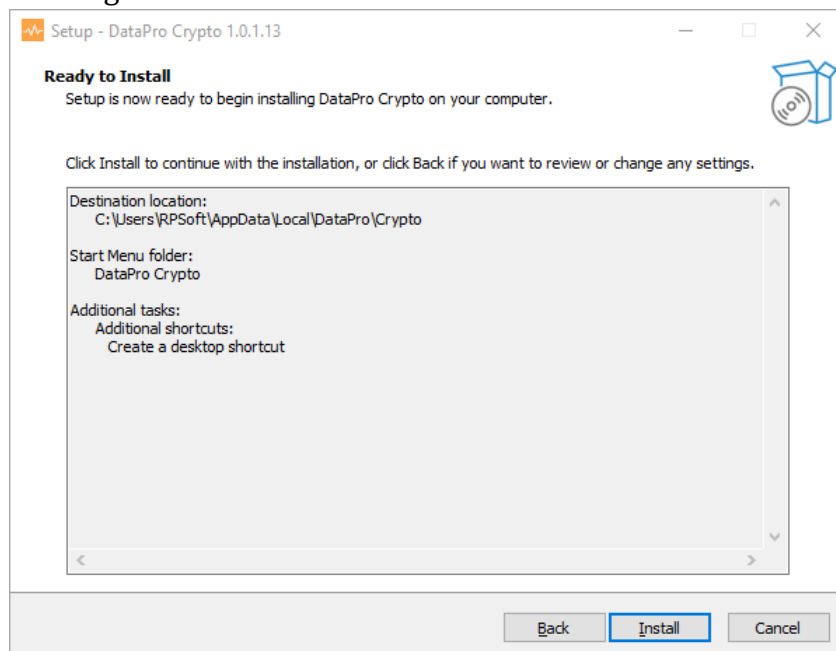 Setup - DataPro Crypto 1.0.1.13
Ready to Install
Setup is now ready to begin installing DataPro Crypto on your computer.
Click Install to continue with the installation, or click Back if you want to review or change any settings.
Destination location:
C:\Users\RPSoft\AppData\Local\DataPro\Crypto
Start Menu folder:
DataPro Crypto
Additional tasks:
Additional shortcuts:
Create a desktop shortcut
Back Install Cancel